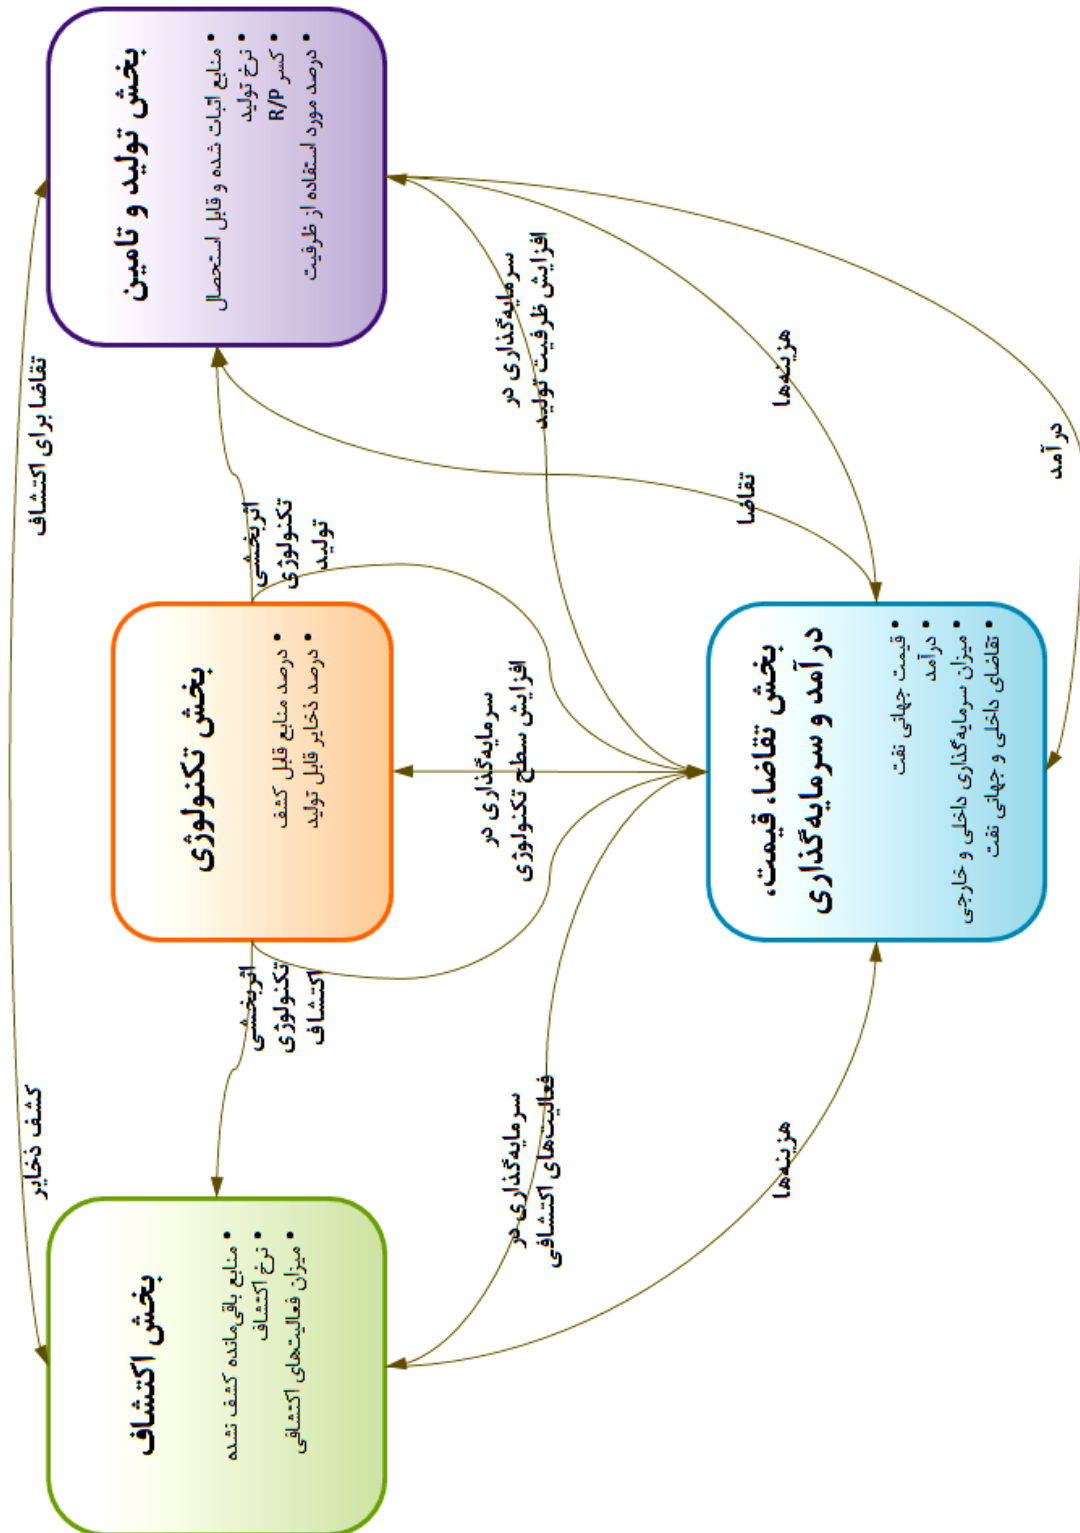 بخش تولید و تامین
منابع اثبات شده و قابل استحصال
نرخ تولید
کسر R/P
درصد مورد استفاده از ظرفیت
تقاضا برای اکتشاف
کشف ذخایر
بخش تکنولوژی
درصد منابع قابل کشف
درصد ذخایر قابل تولید
اثربخشی
تکنولوژی
تولید
اثربخشی
تکنولوژی
اکتشاف
بخش اکتشاف
منابع باقی‌مانده کشف نشده
نرخ اکتشاف
میزان فعالیت‌های اکتشافی
سرمایه‌گذاری در
افزایش ظرفیت تولید
سرمایه‌گذاری در
افزایش سطح تکنولوژی
سرمایه‌گذاری در
فعالیت‌های اکتشافی
هزینه‌ها
تقاضا
درآمد
هزینه‌ها
بخش تقاضا، قیمت،
درآمد و سرمایه‌گذاری
قیمت جهانی نفت
درآمد
میزان سرمایه‌گذاری داخلی و خارجی
تقاضای داخلی و جهانی نفت